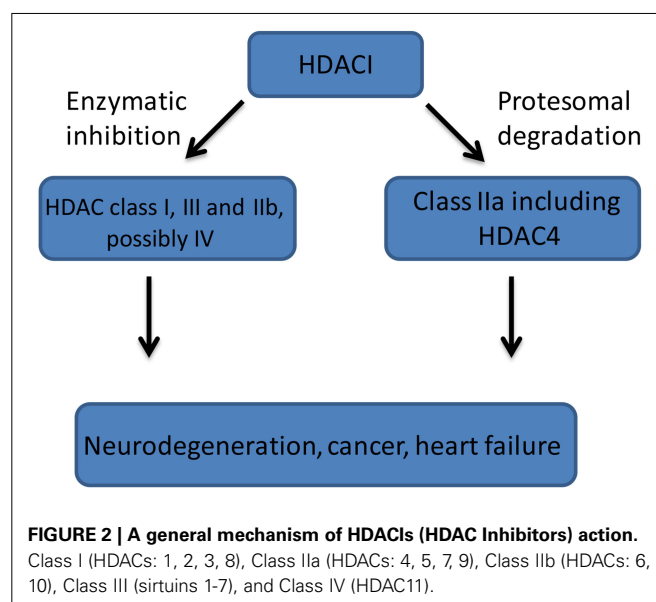 HDACI
Enzymatic
inhibition
Protesomal
degradation
HDAC class I, III and IIb,
possibly IV
Class IIa including
HDAC4
Neurodegeneration, cancer, heart failure
FIGURE 2 | A general mechanism of HDACIs (HDAC Inhibitors) action.
Class I (HDACs: 1, 2, 3, 8), Class IIa (HDACs: 4, 5, 7, 9), Class IIb (HDACs: 6,
10), Class III (sirtuins 1-7), and Class IV (HDAC11).